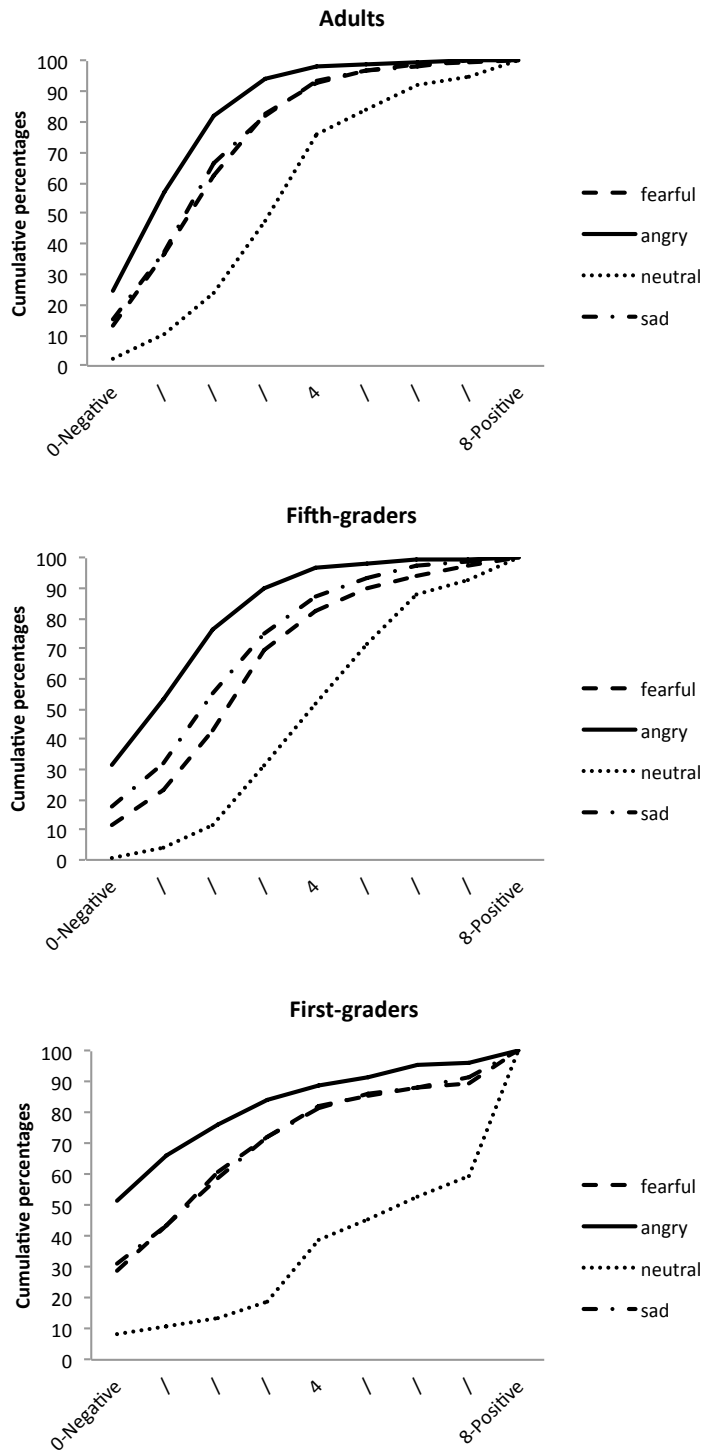 Adults
Cumulative percentages
100
90
80
70
60
50
40
30
20
10
0
0-Negative
/
/
/
4
/
/
/
8-Positive
fearful
angry
neutral
sad
Fifth-graders
Cumulative percentages
100
90
80
70
60
50
40
30
20
10
0
0-Negative
/
/
/
4
/
/
/
8-Positive
fearful
angry
neutral
sad
First-graders
Cumulative percentages
100
90
80
70
60
50
40
30
20
10
0
0-Negative
/
/
/
4
/
/
/
8-Positive
fearful
angry
neutral
sad